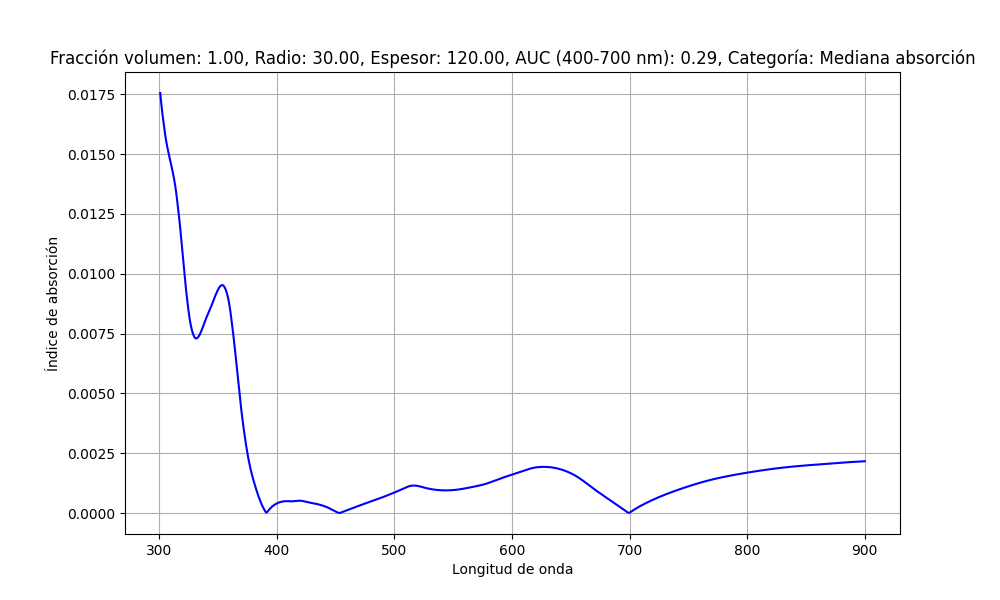 Fracción volumen: 1.00, Radio: 30.00, Espesor: 120.00, AUC (400-700 nm): 0.29, Categoría: Mediana absorción
0.0175
0.0150
0.0125
0.0100
0.0075
0.0050
0.0025
0.0000
Índice de absorción
300 400 500 600 700 800 900
Longitud de onda